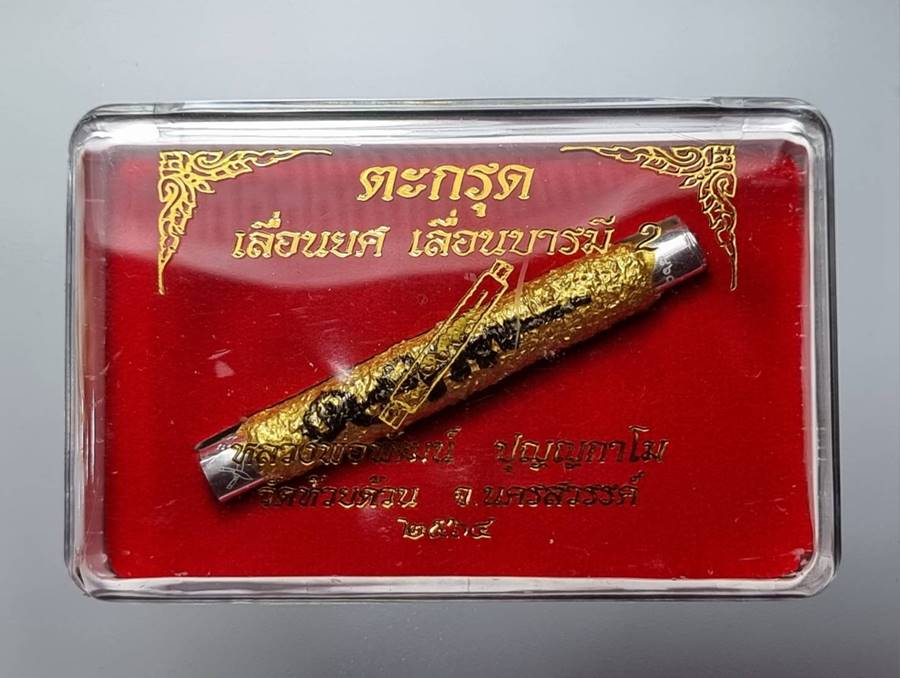 ตะกรุด
เลื่อนยศ เลื่อนบารมี 2
หลวงพ่อพัฒน์ ปุญญกาโม
วัดห้วยด้วน จ.นครสวรรค์
๒๕๖๔